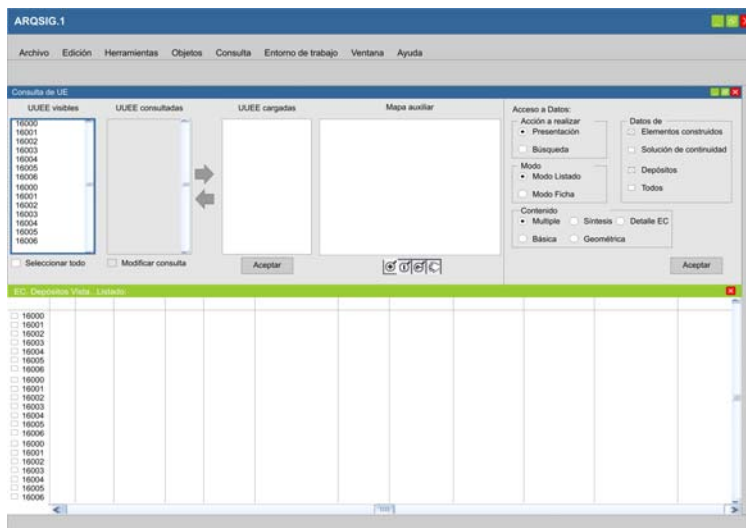 ARQSIG.1
Archivo Edición Herramientas Objetos Consulta Entorno de trabajo Ventana Ayuda
Consulta de UE
UUEE visibles UUEE consultadas UUEE cargadas Mapa auxiliar
16000
16001
16002
16003
16004
16005
16006
16000
16001
16002
16003
16004
16005
16006
Seleccionar todo Modificar consulta Aceptar
Acceso a Datos:
Acción a realizar
Presentación
Búsqueda
Modo
Modo Listado
Modo Ficha
Datos de
Elementos construidos
Solución de continuidad
Depósitos
Todos
Contenido
Multiple Síntesis Detalle EC
Básica Geométrica
Aceptar
EC. Depósitos Vista...Listado:
16000
16001
16002
16003
16004
16005
16006
16000
16001
16002
16003
16004
16005
16006
16000
16001
16002
16003
16004
16005
16006